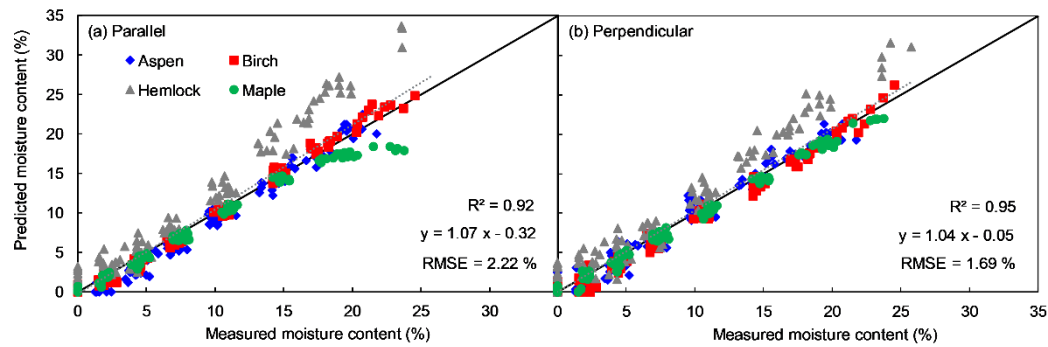 (a) Parallel
Aspen
Birch
Hemlock
Maple
R² = 0.92
y = 1.07 x - 0.32
RMSE = 2.22 %
Predicted moisture content (%)
35
30
25
20
15
10
5
0
0 5 10 15 20 25 30
Measured moisture content (%)
(b) Perpendicular
R² = 0.95
y = 1.04 x - 0.05
RMSE = 1.69 %
0 5 10 15 20 25 30 35
Measured moisture content (%)